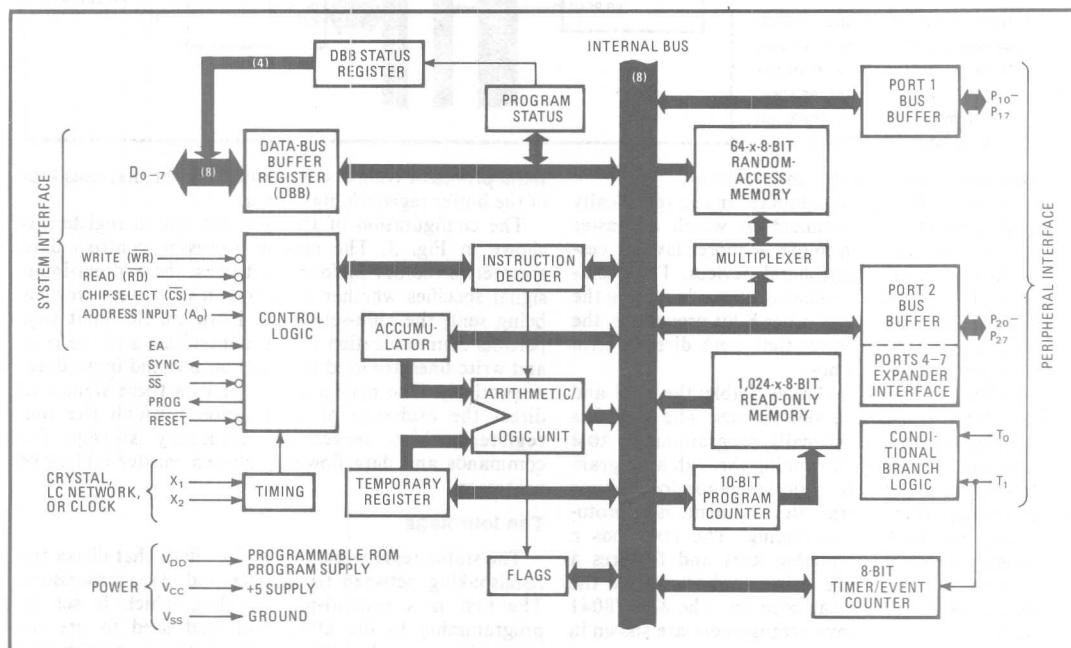 INTERNAL BUS
(4)
DBB STATUS
REGISTER
(8)
PROGRAM
STATUS
PORT 1
BUS
BUFFER
P10–
P17
SYSTEM INTERFACE
D0–7
(8)
DATA-BUS
BUFFER
REGISTER
(DBB)
64-x-8-BIT
RANDOM-
ACCESS
MEMORY
MULTIPLEXER
PERIPHERAL INTERFACE
WRITE (WR)
READ (RD)
CHIP-SELECT (CS)
ADDRESS INPUT (A0)
EA
SYNC
SS
PROG
RESET
CONTROL
LOGIC
INSTRUCTION
DECODER
ACCUMU-
LATOR
ARITHMETIC/
LOGIC UNIT
PORT 2
BUS
BUFFER
P20–
P27
PORTS 4–7
EXPANDER
INTERFACE
1,024-x-8-BIT
READ-ONLY
MEMORY
CONDI-
TIONAL
BRANCH
LOGIC
T0
T1
CRYSTAL,
LC NETWORK,
OR CLOCK
X1
X2
TIMING
TEMPORARY
REGISTER
10-BIT
PROGRAM
COUNTER
POWER
VDD
PROGRAMMABLE ROM
PROGRAM SUPPLY
VCC
+5 SUPPLY
VSS
GROUND
FLAGS
8-BIT
TIMER/EVENT
COUNTER